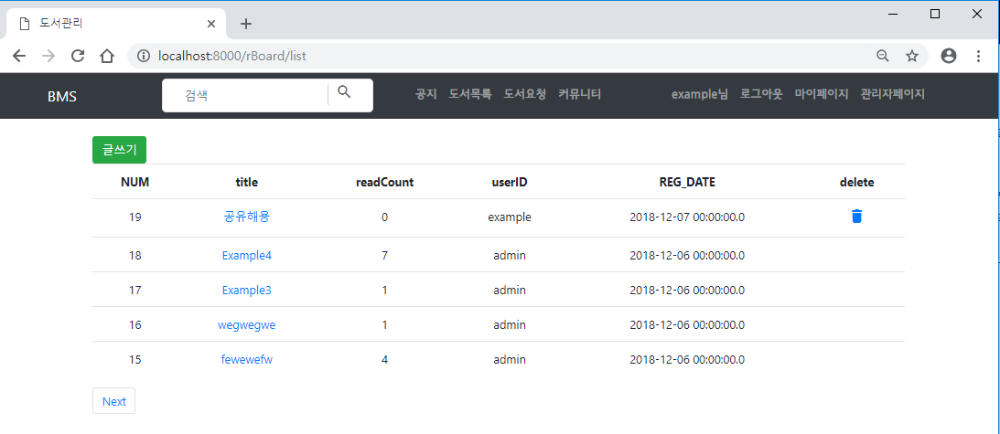 도서관리
localhost:8000/rBoard/list
BMS 검색 공지 도서목록 도서요청 커뮤니티 example님 로그아웃 마이페이지 관리자페이지
글쓰기
NUM title readCount userID REG_DATE delete
19 공유해용 0 example 2018-12-07 00:00:00.0
18 Example4 7 admin 2018-12-06 00:00:00.0
17 Example3 1 admin 2018-12-06 00:00:00.0
16 wegwegwe 1 admin 2018-12-06 00:00:00.0
15 fewewefw 4 admin 2018-12-06 00:00:00.0
Next